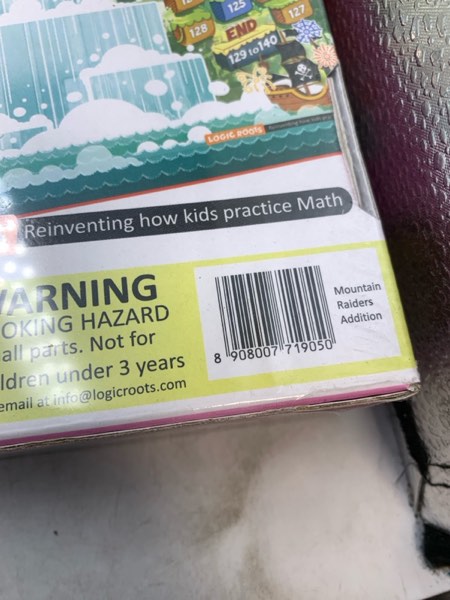 125
128
127
END
129 to 140
LOGIC ROOTS
Reinventing how kids practice Math
WARNING
OKING HAZARD
all parts. Not for
ldren under 3 years
email at info@logicroots.com
Mountain
Raiders
Addition
8 908007 719050